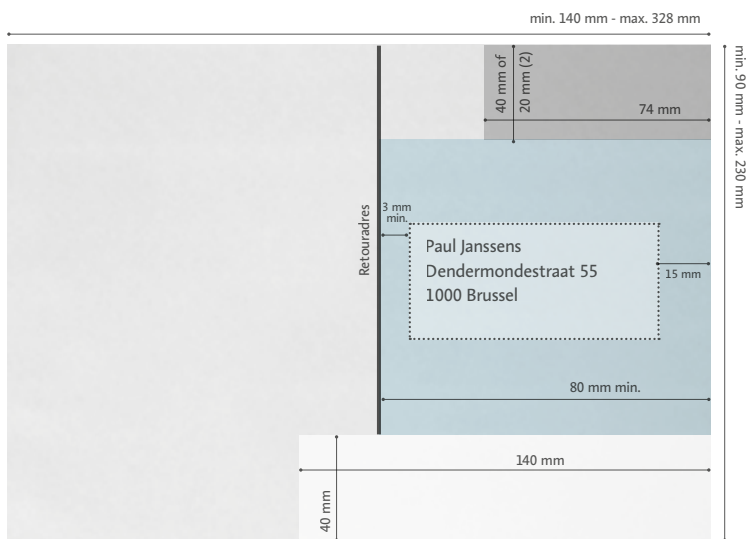 min. 140 mm - max. 328 mm
40 mm of
20 mm (2)
74 mm
min. 90 mm - max. 230 mm
Retouradres
3 mm
min.
Paul Janssens
Dendermondestraat 55
1000 Brussel
15 mm
80 mm min.
140 mm
40 mm